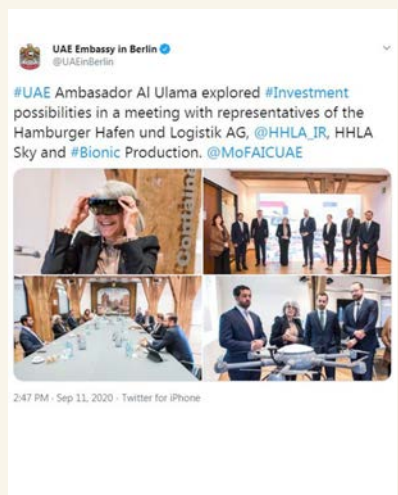 UAE Embassy in Berlin
@UAEinBerlin
#UAE Ambasador Al Ulama explored #Investment
possibilities in a meeting with representatives of the
Hamburger Hafen und Logistik AG, @HHLA_IR, HHLA
Sky and #Bionic Production. @MoFAICUAE
2:47 PM · Sep 11, 2020 · Twitter for iPhone